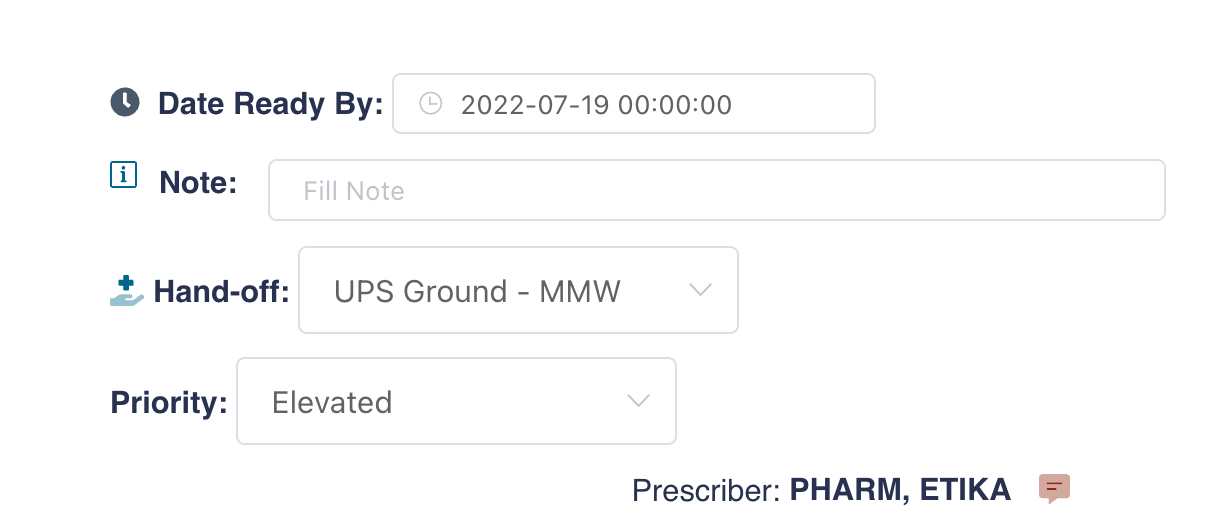 Date Ready By: 2022-07-19 00:00:00
Note: Fill Note
Hand-off: UPS Ground - MMW
Priority: Elevated
Prescriber: PHARM, ETIKA